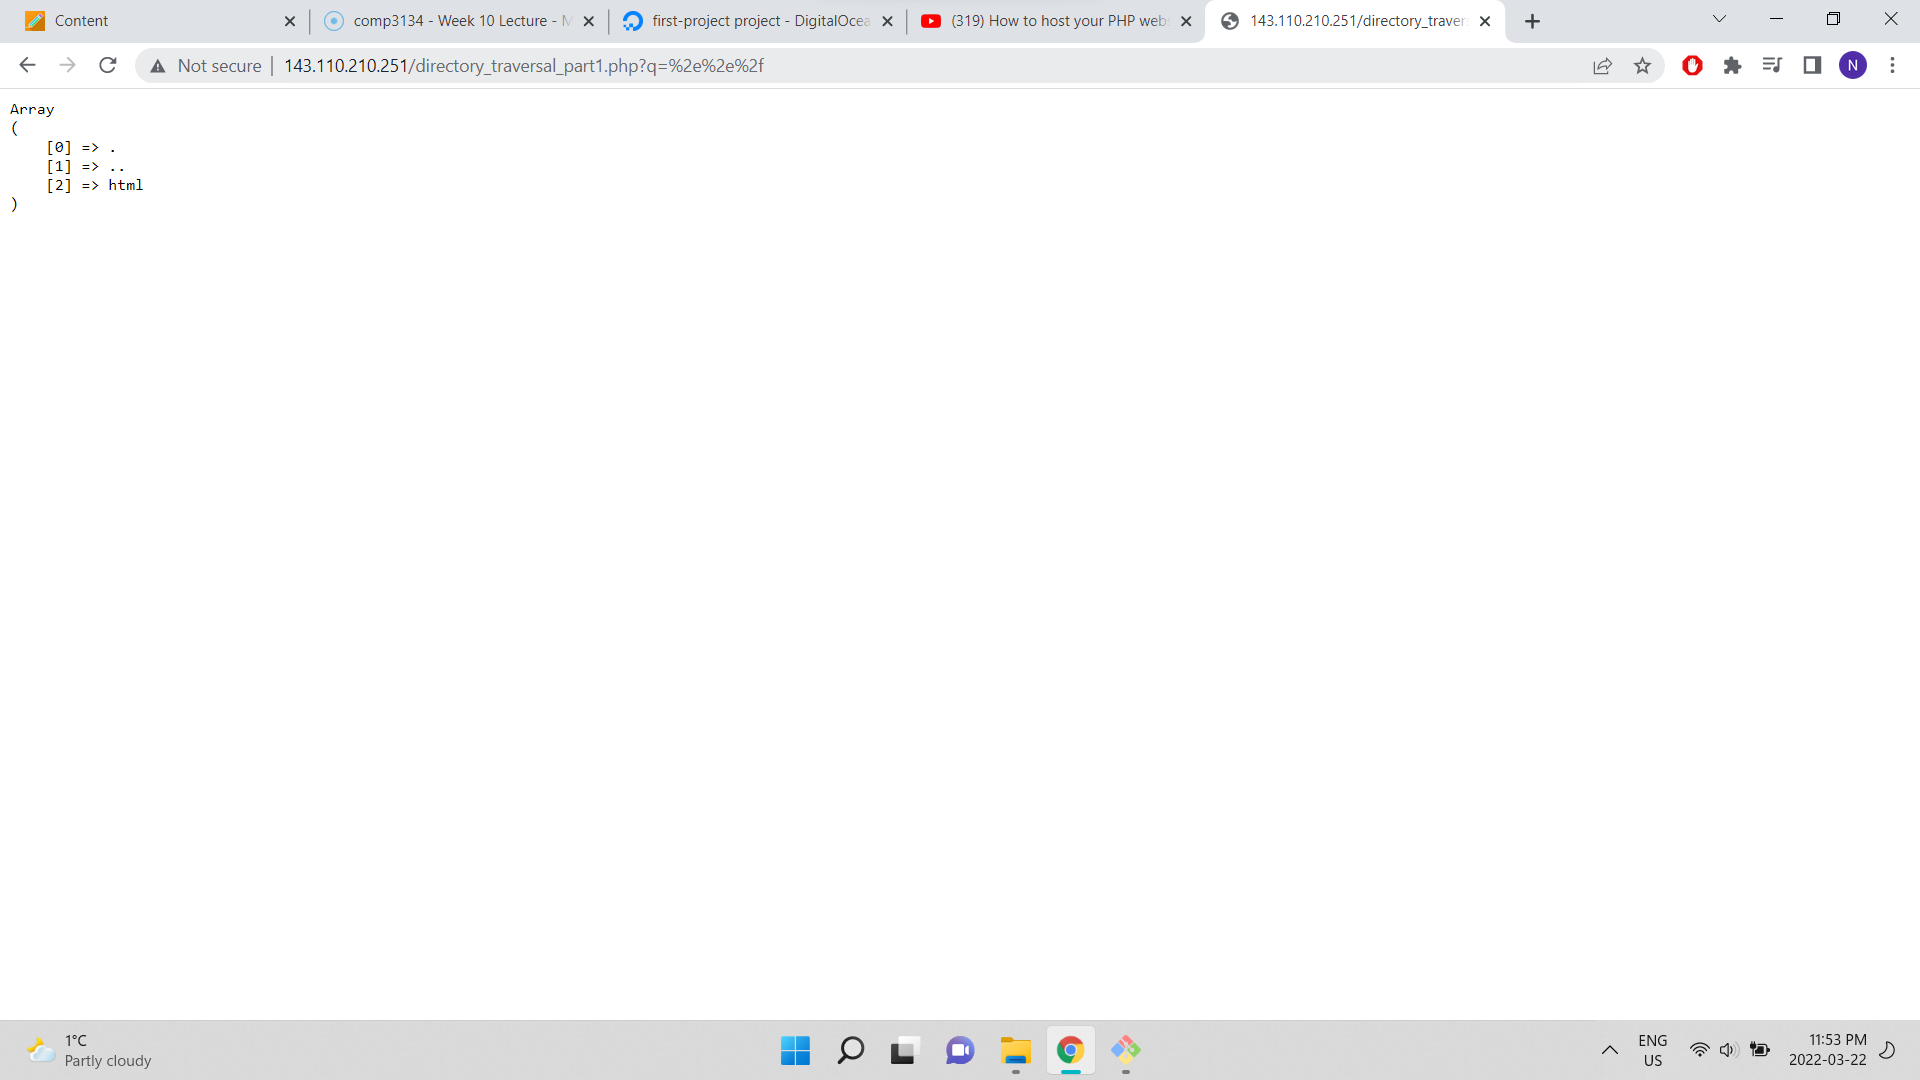 Content
comp3134 - Week 10 Lecture - M
first-project project - DigitalOcea
(319) How to host your PHP web
143.110.210.251/directory_traver
Not secure
143.110.210.251/directory_traversal_part1.php?q=%2e%2e%2f
N
Array
(
    [0] => .
    [1] => ..
    [2] => html
)
1°C
Partly cloudy
ENG
US
11:53 PM
2022-03-22